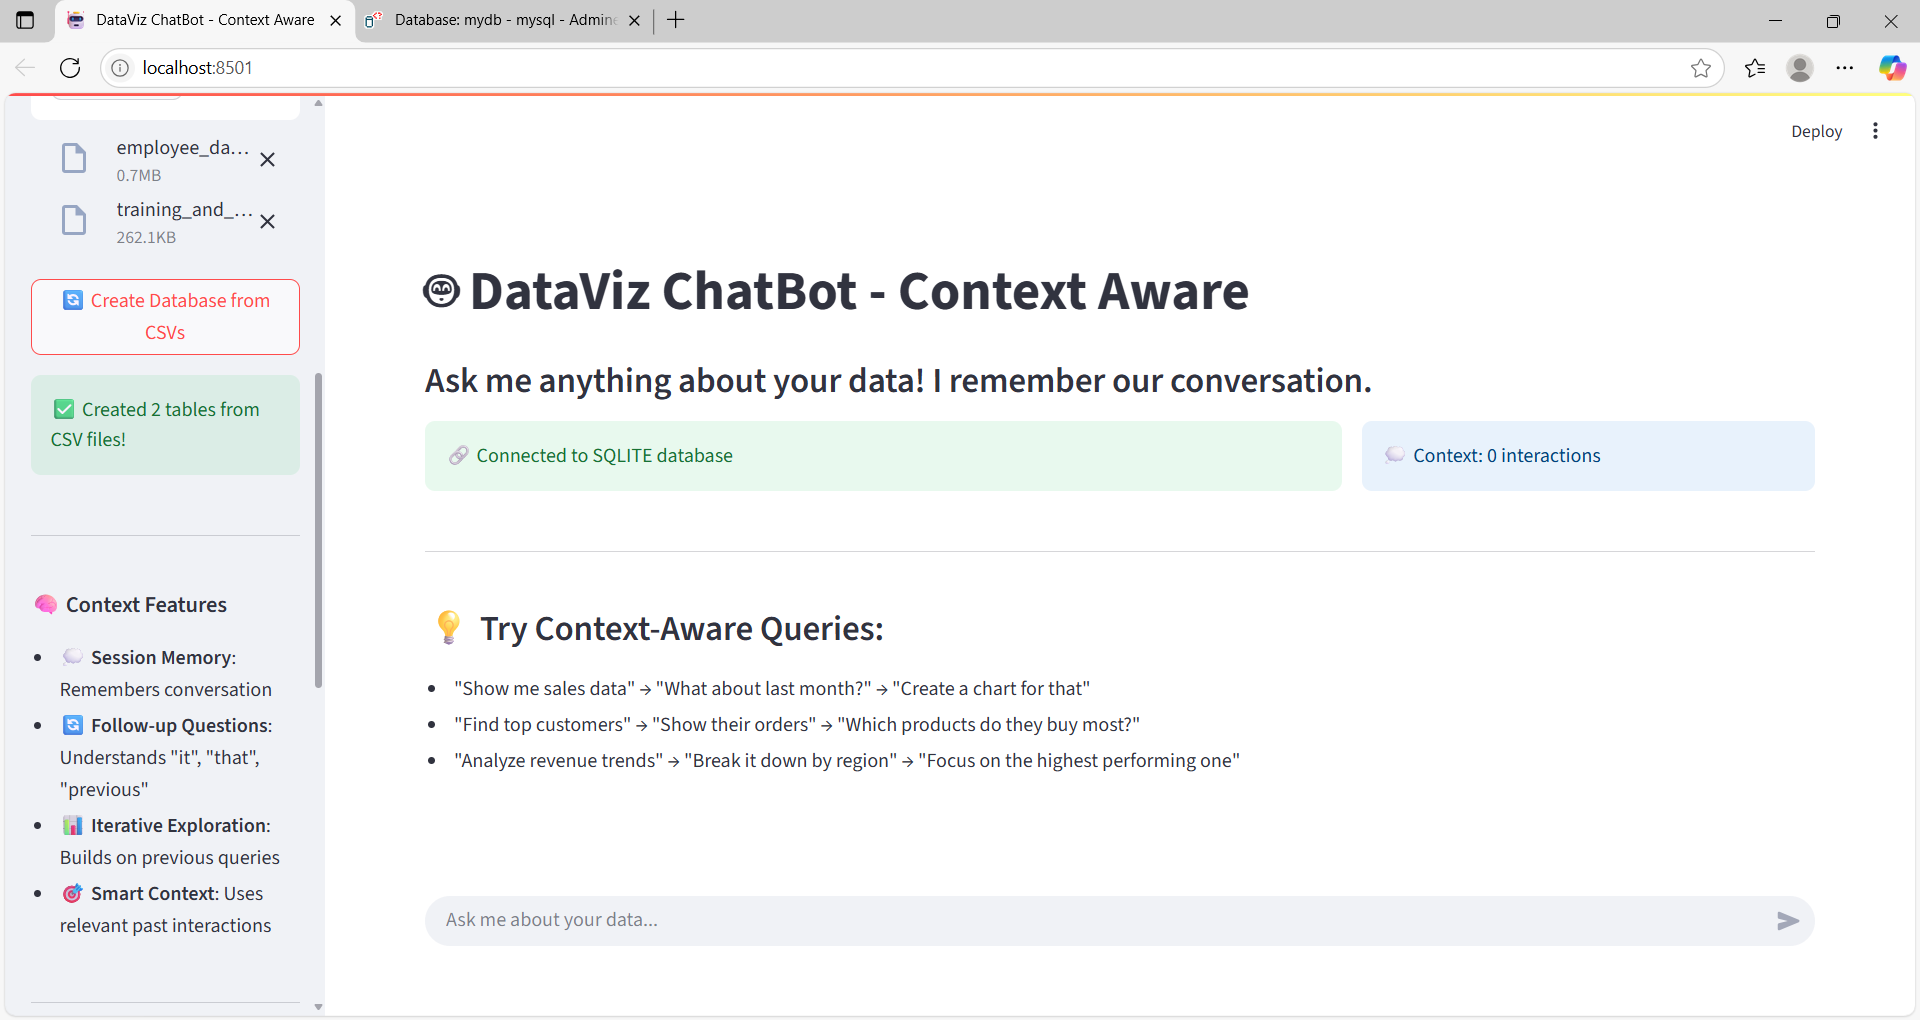 DataViz ChatBot - Context Aware
Database: mydb - mysql - Admine
localhost:8501
employee_da...
0.7MB
training_and_...
262.1KB
Create Database from
CSVs
Created 2 tables from
CSV files!
Context Features
Session Memory:
Remembers conversation
Follow-up Questions:
Understands "it", "that",
"previous"
Iterative Exploration:
Builds on previous queries
Smart Context: Uses
relevant past interactions
Deploy
DataViz ChatBot - Context Aware
Ask me anything about your data! I remember our conversation.
Connected to SQLITE database
Context: 0 interactions
Try Context-Aware Queries:
"Show me sales data" → "What about last month?" → "Create a chart for that"
"Find top customers" → "Show their orders" → "Which products do they buy most?"
"Analyze revenue trends" → "Break it down by region" → "Focus on the highest performing one"
Ask me about your data...